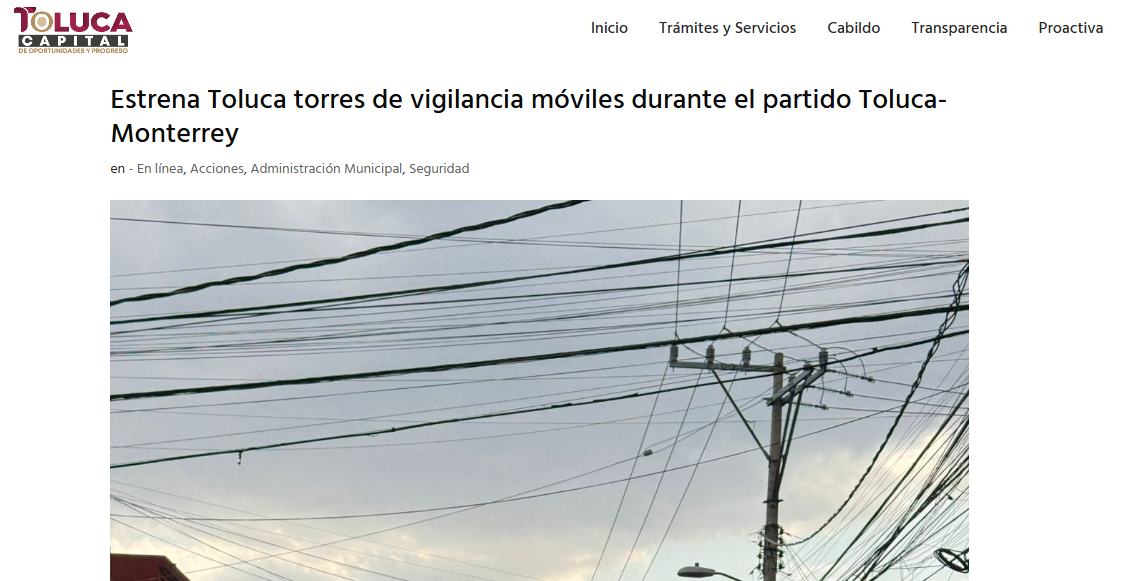 TOLUCA
CAPITAL
DE OPORTUNIDADES Y PROGRESO
Inicio Trámites y Servicios Cabildo Transparencia Proactiva
Estrena Toluca torres de vigilancia móviles durante el partido Toluca-
Monterrey
en - En línea, Acciones, Administración Municipal, Seguridad